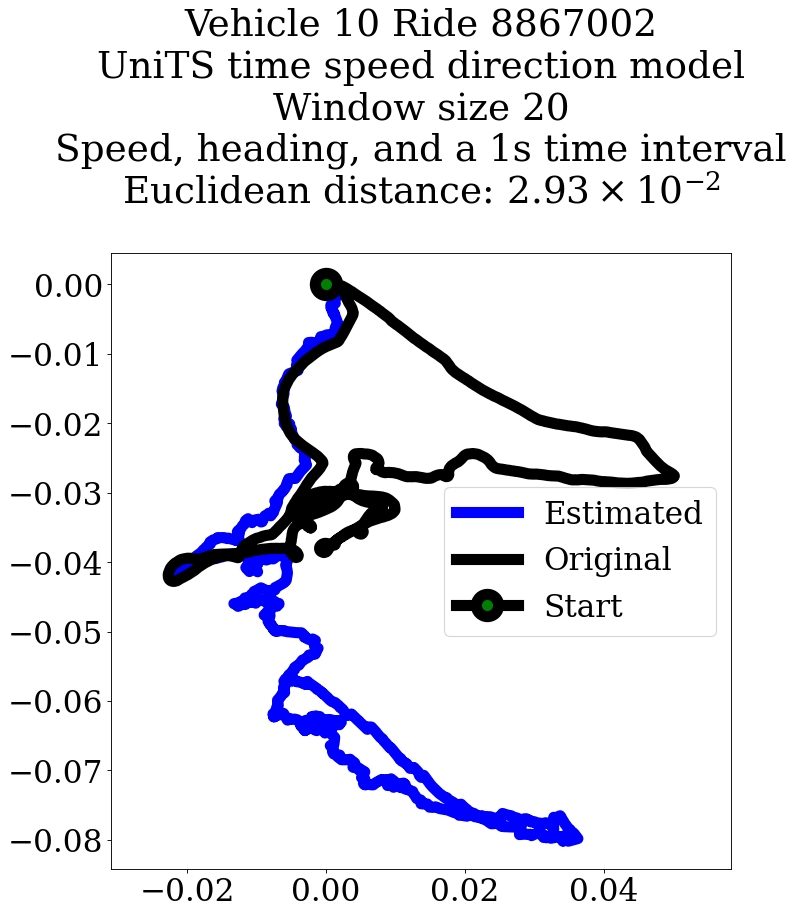 Vehicle 10 Ride 8867002
UniTS time speed direction model
Window size 20
Speed, heading, and a 1s time interval
Euclidean distance: 2.93 × 10⁻²
0.00
−0.01
−0.02
−0.03
−0.04
−0.05
−0.06
−0.07
−0.08
Estimated
Original
Start
−0.02 0.00 0.02 0.04